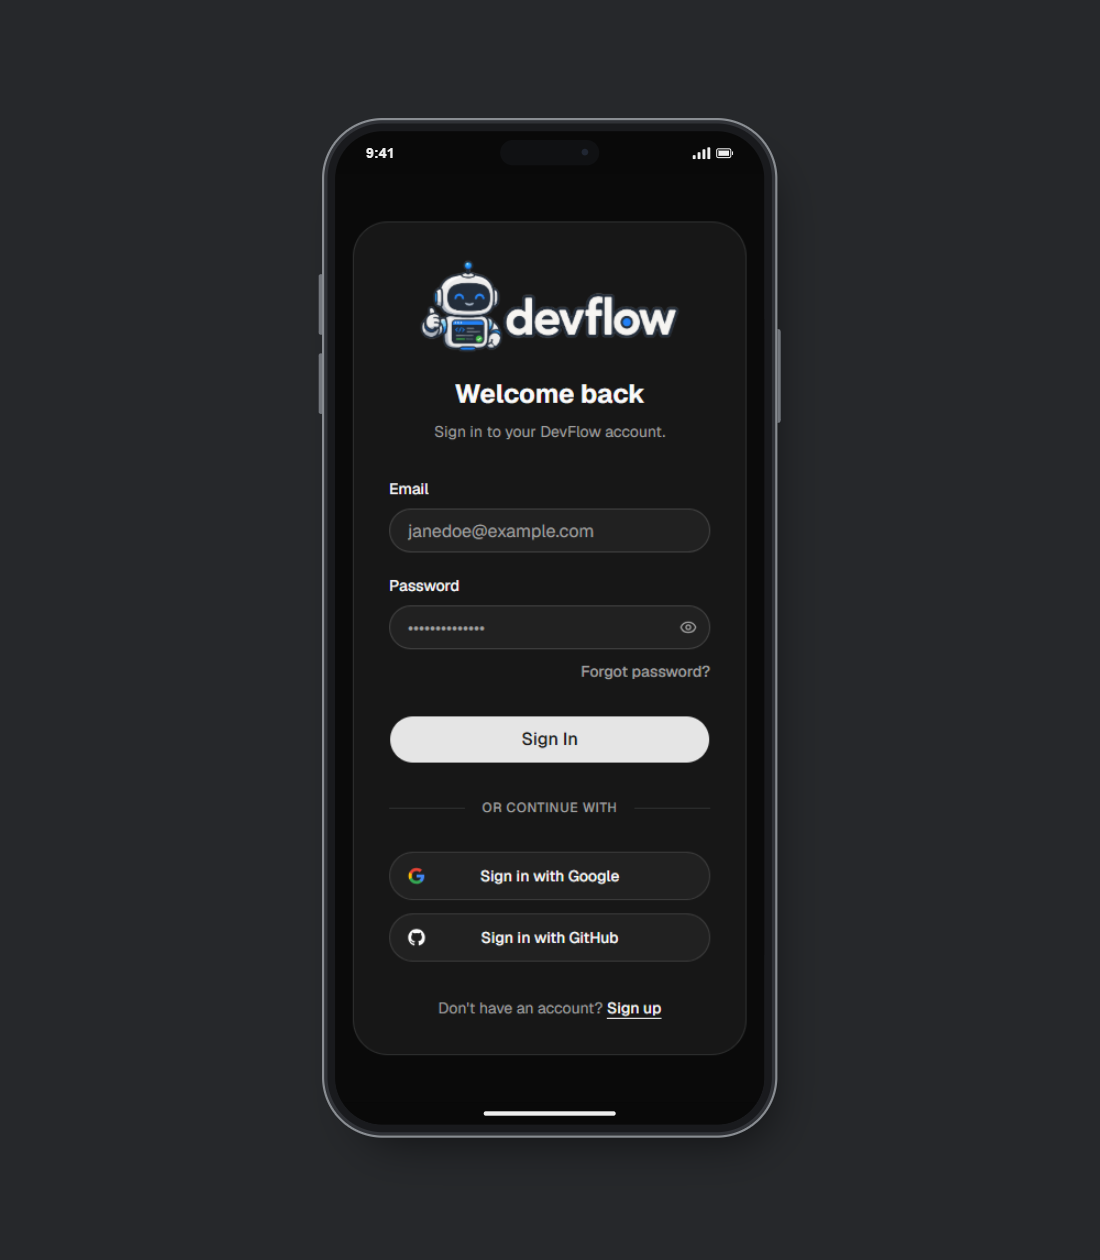 9:41
devflow
Welcome back
Sign in to your DevFlow account.
Email
janedoe@example.com
Password
••••••••••••••
Forgot password?
Sign In
OR CONTINUE WITH
Sign in with Google
Sign in with GitHub
Don't have an account? Sign up